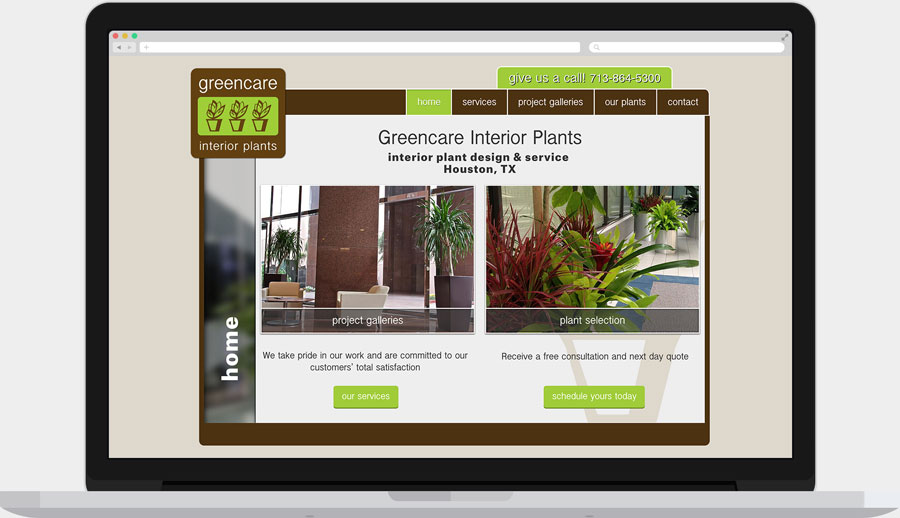 greencare
interior plants
give us a call! 713-864-5300
home services project galleries our plants contact
Greencare Interior Plants
interior plant design & service
Houston, TX
project galleries
plant selection
home
We take pride in our work and are committed to our
customers' total satisfaction
Receive a free consultation and next day quote
our services
schedule yours today